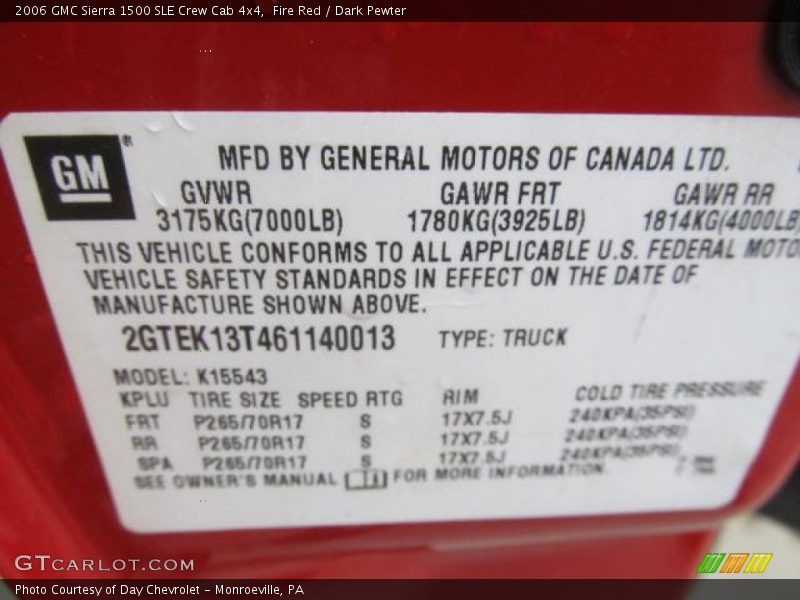 2006 GMC Sierra 1500 SLE Crew Cab 4x4, Fire Red / Dark Pewter
GM®
MFD BY GENERAL MOTORS OF CANADA LTD.
GVWR GAWR FRT GAWR RR
3175KG(7000LB) 1780KG(3925LB) 1814KG(4000LB)
THIS VEHICLE CONFORMS TO ALL APPLICABLE U.S. FEDERAL MOTO
VEHICLE SAFETY STANDARDS IN EFFECT ON THE DATE OF
MANUFACTURE SHOWN ABOVE.
2GTEK13T461140013 TYPE: TRUCK
MODEL: K15543
KPLU TIRE SIZE SPEED RTG RIM COLD TIRE PRESSURE
FRT P265/70R17 S 17X7.5J 240KPA(35PSI)
RR P265/70R17 S 17X7.5J 240KPA(35PSI)
SPA P265/70R17 S 17X7.5J 240KPA(35PSI)
SEE OWNER'S MANUAL FOR MORE INFORMATION.
GTCARLOT.COM
Photo Courtesy of Day Chevrolet - Monroeville, PA